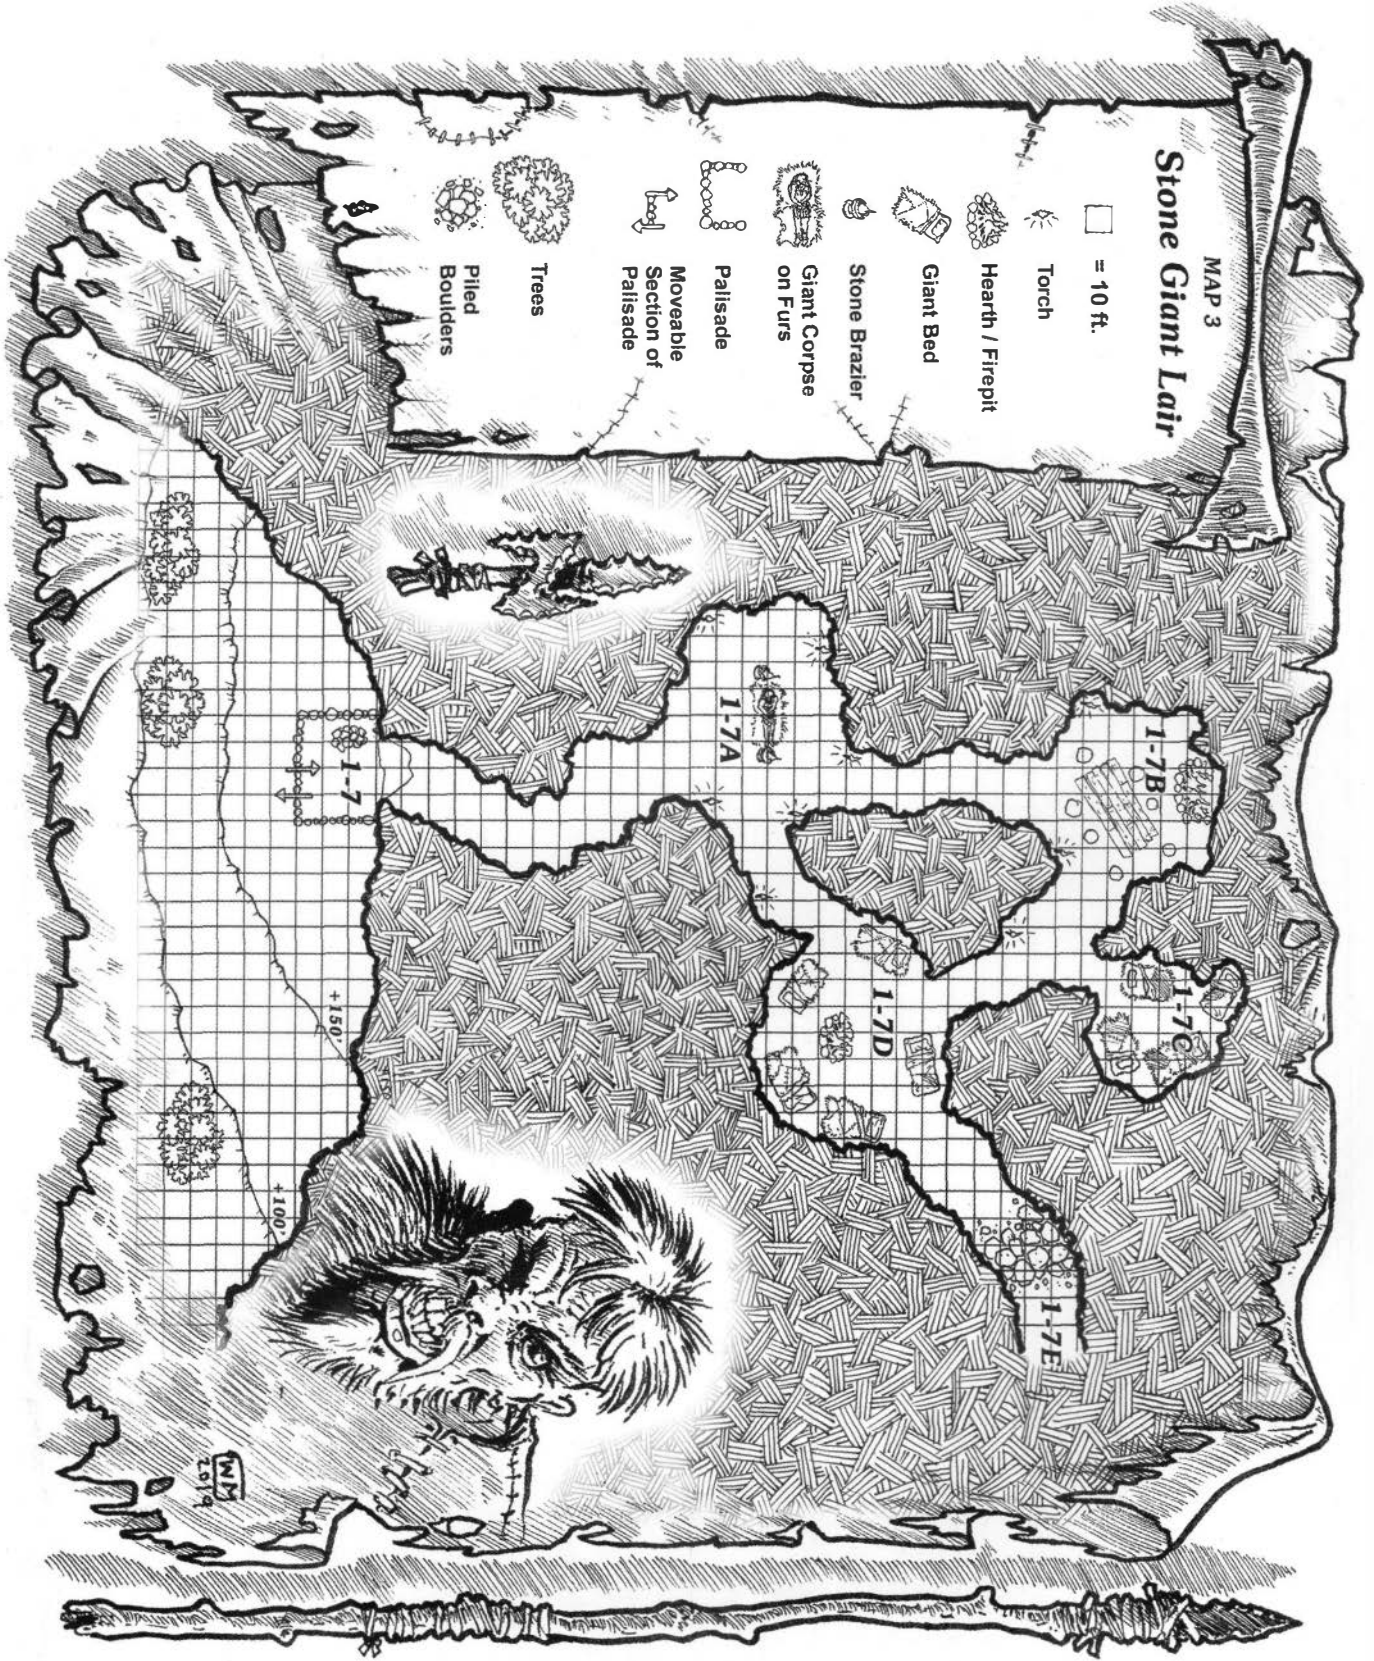 MAP 3
Stone Giant Lair
= 10 ft.
Torch
Hearth / Firepit
Giant Bed
Stone Brazier
Giant Corpse
on Furs
Palisade
Moveable
Section of
Palisade
Trees
Piled
Boulders
1-7B
1-7C
1-7A
1-7D
1-7E
1-7
+150'
+100'
WM
2019